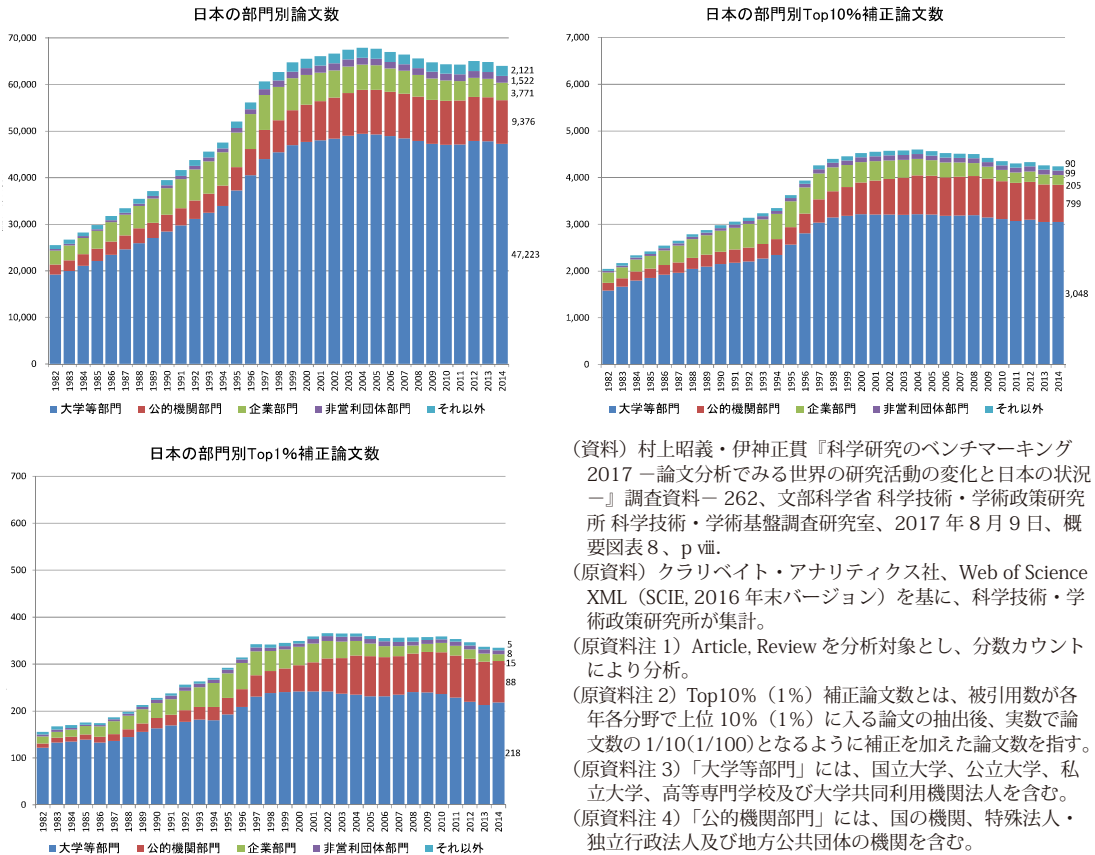 日本の部門別論文数
70,000
60,000
50,000
40,000
30,000
20,000
10,000
0
2,121
1,522
3,771
9,376
47,223
1982 1983 1984 1985 1986 1987 1988 1989 1990 1991 1992 1993 1994 1995 1996 1997 1998 1999 2000 2001 2002 2003 2004 2005 2006 2007 2008 2009 2010 2011 2012 2013 2014
大学等部門 公的機関部門 企業部門 非営利団体部門 それ以外
日本の部門別Top10%補正論文数
7,000
6,000
5,000
4,000
3,000
2,000
1,000
0
90
99
205
799
3,048
1982 1983 1984 1985 1986 1987 1988 1989 1990 1991 1992 1993 1994 1995 1996 1997 1998 1999 2000 2001 2002 2003 2004 2005 2006 2007 2008 2009 2010 2011 2012 2013 2014
大学等部門 公的機関部門 企業部門 非営利団体部門 それ以外
日本の部門別Top1%補正論文数
700
600
500
400
300
200
100
0
5
8
15
88
218
1982 1983 1984 1985 1986 1987 1988 1989 1990 1991 1992 1993 1994 1995 1996 1997 1998 1999 2000 2001 2002 2003 2004 2005 2006 2007 2008 2009 2010 2011 2012 2013 2014
大学等部門 公的機関部門 企業部門 非営利団体部門 それ以外
（資料）村上昭義・伊神正貫『科学研究のベンチマーキング
2017 －論文分析でみる世界の研究活動の変化と日本の状況
－』調査資料－ 262、文部科学省 科学技術・学術政策研究
所 科学技術・学術基盤調査研究室、2017 年 8 月 9 日、概
要図表 8 、p ⅷ.
（原資料）クラリベイト・アナリティクス社、Web of Science
XML（SCIE, 2016 年末バージョン）を基に、科学技術・学
術政策研究所が集計。
（原資料注 1）Article, Review を分析対象とし、分数カウント
により分析。
（原資料注 2）Top10%（1%）補正論文数とは、被引用数が各
年各分野で上位 10%（1%）に入る論文の抽出後、実数で論
文数の 1/10(1/100)となるように補正を加えた論文数を指す。
（原資料注 3）「大学等部門」には、国立大学、公立大学、私
立大学、高等専門学校及び大学共同利用機関法人を含む。
（原資料注 4）「公的機関部門」には、国の機関、特殊法人・
独立行政法人及び地方公共団体の機関を含む。